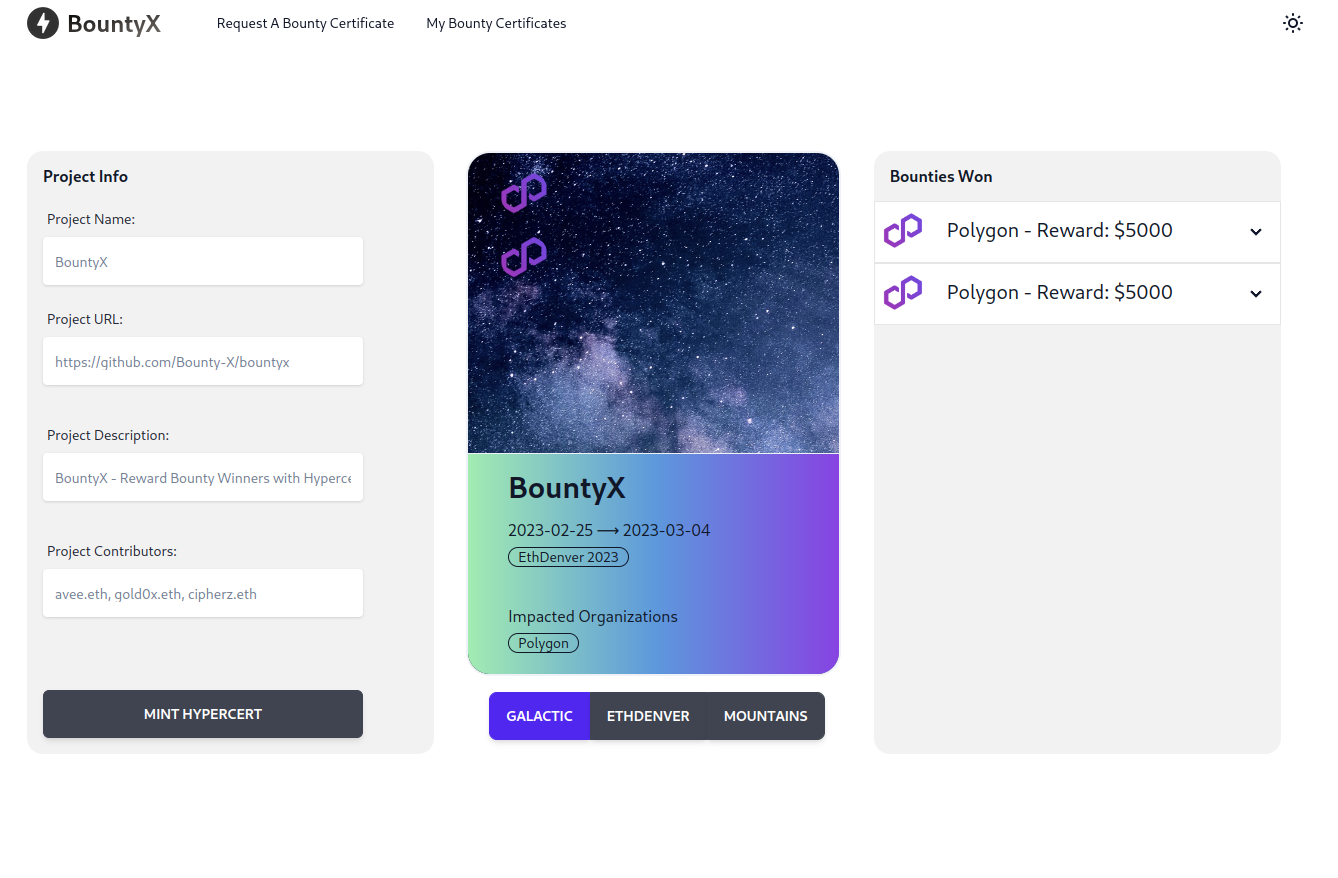 BountyX
Request A Bounty Certificate
My Bounty Certificates
Project Info
Project Name:
BountyX
Project URL:
https://github.com/Bounty-X/bountyx
Project Description:
BountyX - Reward Bounty Winners with Hyperce
Project Contributors:
avee.eth, gold0x.eth, cipherz.eth
MINT HYPERCERT
BountyX
2023-02-25 ⟶ 2023-03-04
EthDenver 2023
Impacted Organizations
Polygon
GALACTIC
ETHDENVER
MOUNTAINS
Bounties Won
Polygon - Reward: $5000
Polygon - Reward: $5000